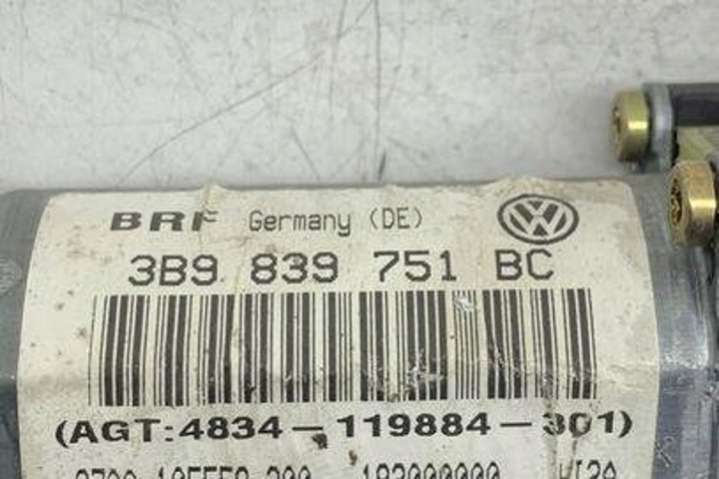 BRF Germany (DE)
3B9 839 751 BC
(AGT:4834-119884-301)